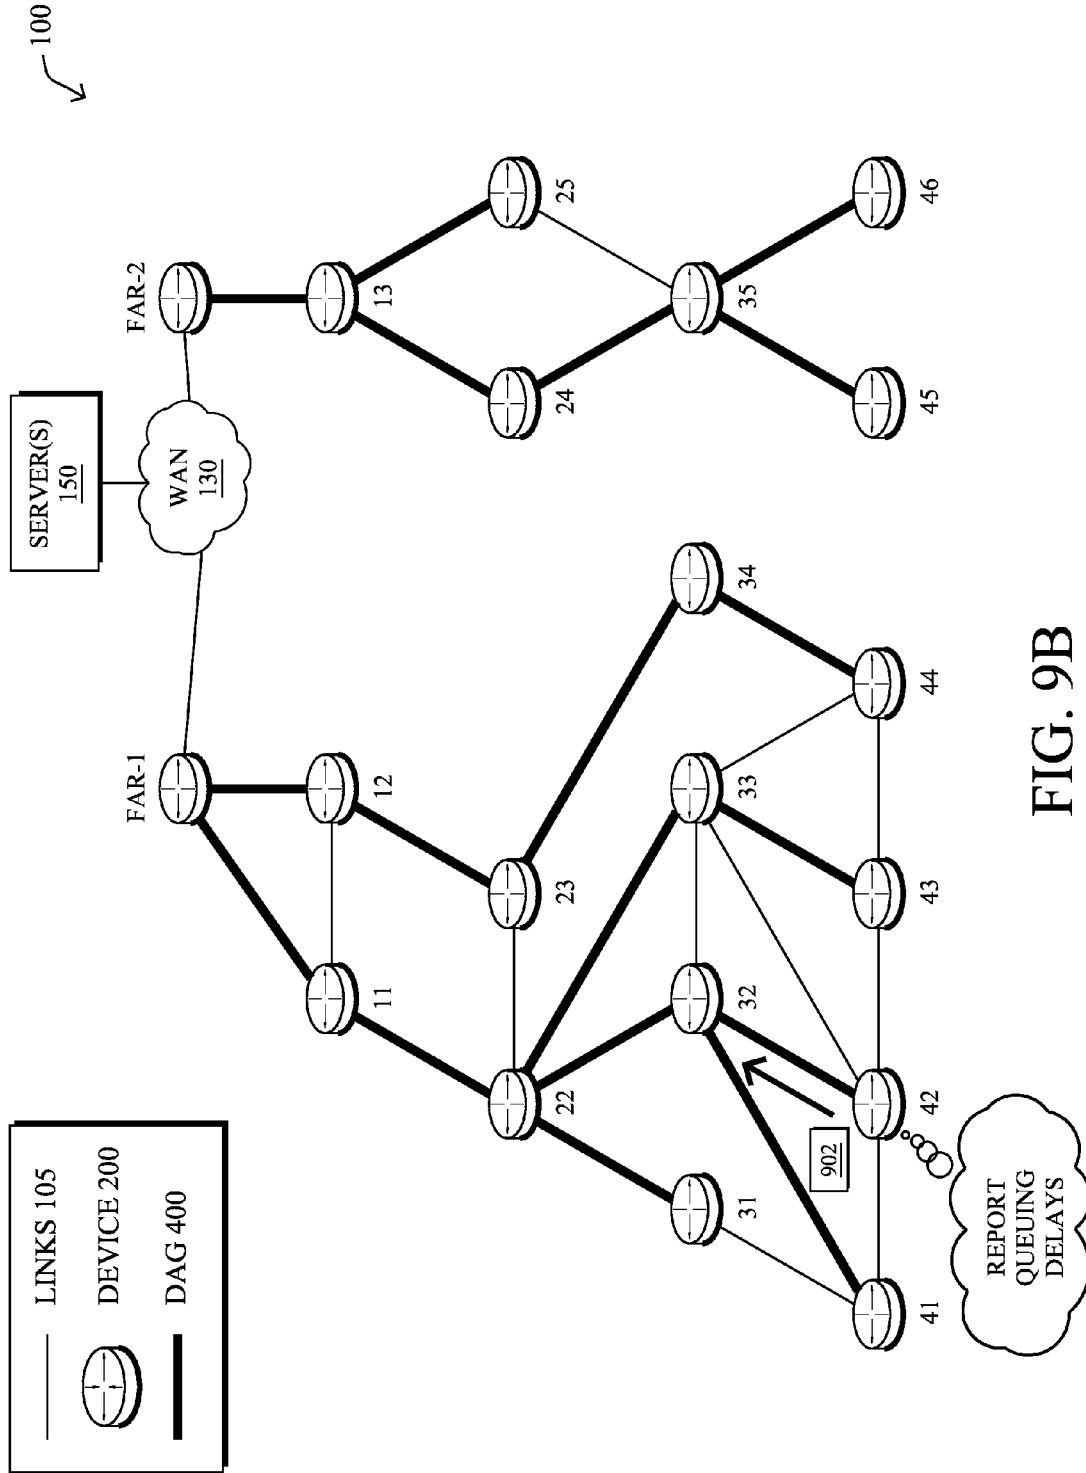 100
SERVER(S)
150
WAN
130
FAR-1
FAR-2
LINKS 105
DEVICE 200
DAG 400
11
12
13
22
23
24
25
31
32
33
34
35
902
41
42
43
44
45
46
REPORT
QUEUING
DELAYS
FIG. 9B